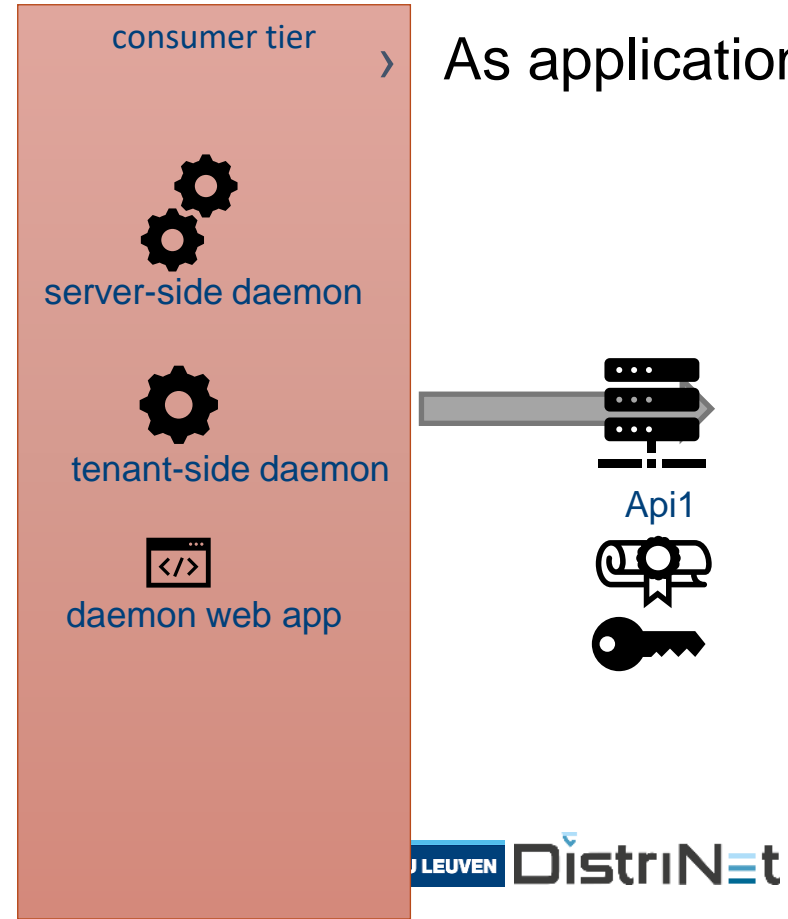 consumer tier
› As application
server-side daemon
tenant-side daemon
Api1
</>
daemon web app
J LEUVEN DistriNet